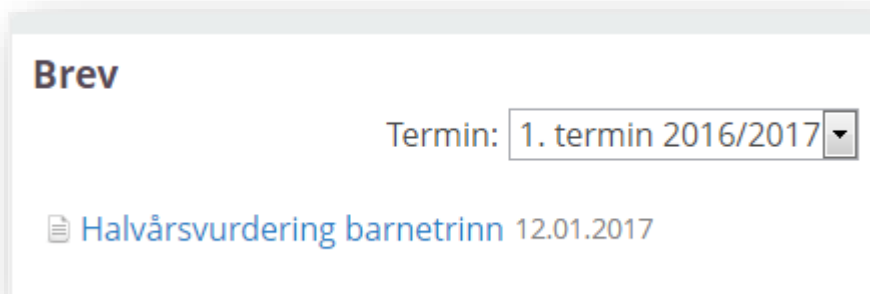 Brev
Termin: 1. termin 2016/2017
Halvårsvurdering barnetrinn 12.01.2017